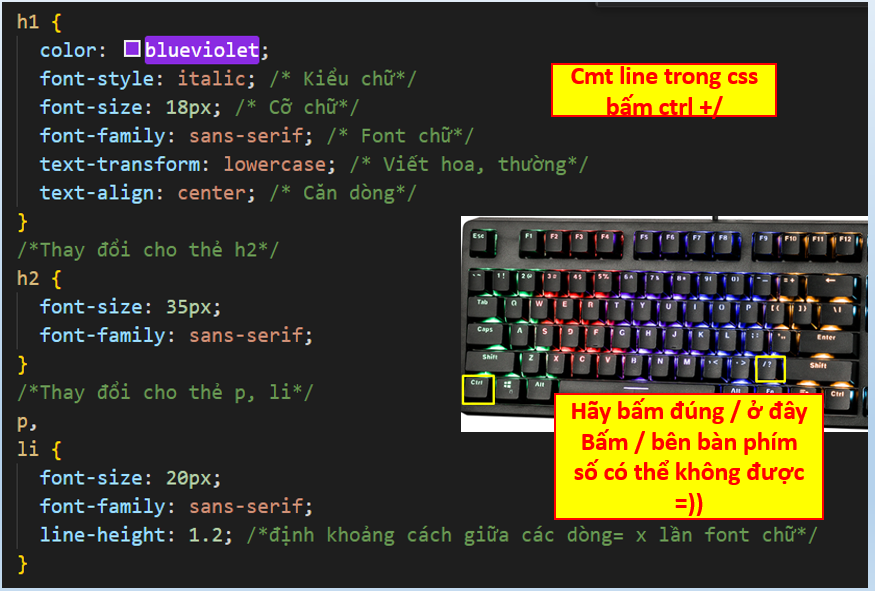 h1 {
color: blueviolet;
font-style: italic; /* Kiểu chữ*/
font-size: 18px; /* Cỡ chữ*/
font-family: sans-serif; /* Font chữ*/
text-transform: lowercase; /* Viết hoa, thường*/
text-align: center; /* Căn dòng*/
}
/*Thay đổi cho thẻ h2*/
h2 {
font-size: 35px;
font-family: sans-serif;
}
/*Thay đổi cho thẻ p, li*/
p,
li {
font-size: 20px;
font-family: sans-serif;
line-height: 1.2; /*định khoảng cách giữa các dòng= x lần font chữ*/
}
Cmt line trong css
bấm ctrl +/
Esc F1 F2 F3 F4 F5 F6 F7 F8 F9 F10 F11 F12
Tab Q W E R T Y U I O P
Caps A S D F G H J K L Enter
Shift Z X C V B N M /? Shift
Ctrl Alt Alt Fn Ctrl
Hãy bấm đúng / ở đây
Bấm / bên bàn phím
số có thể không được
=))